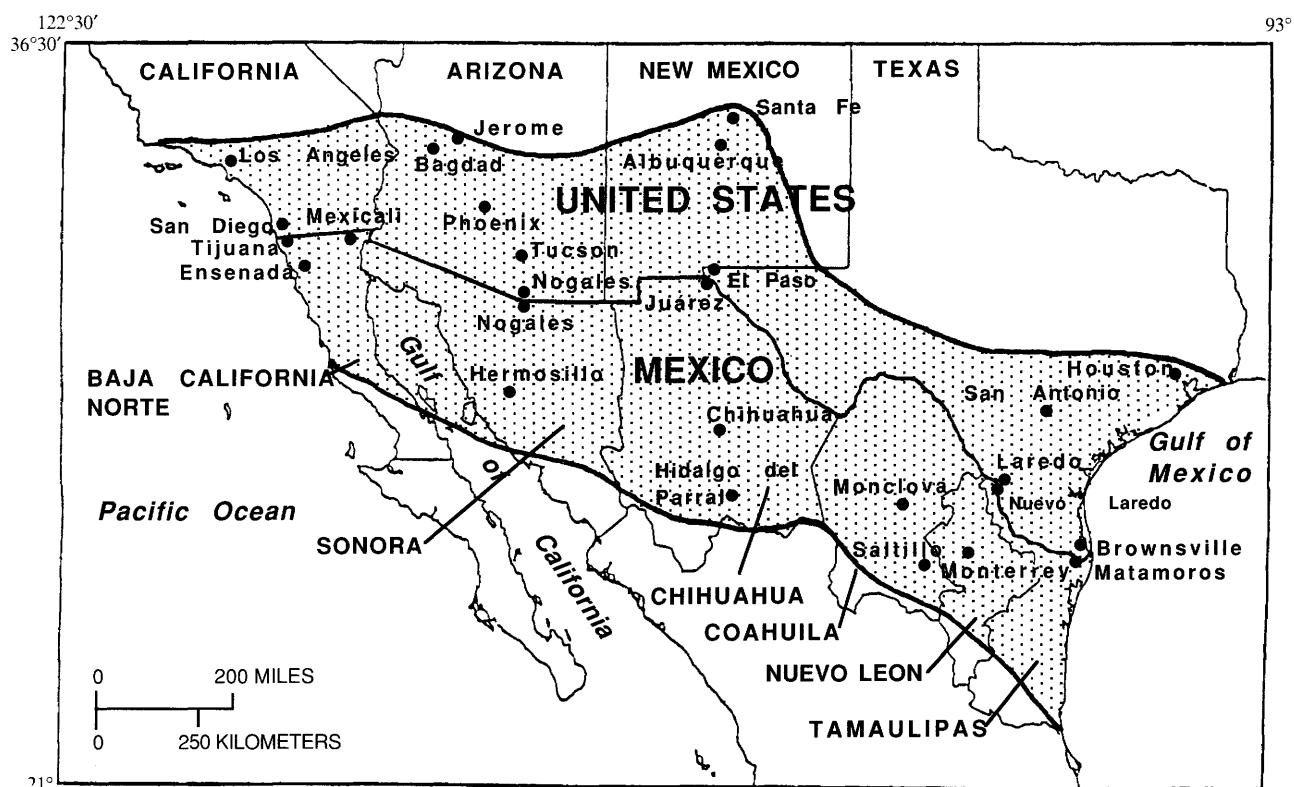 122°30′ 93°
36°30′
CALIFORNIA ARIZONA NEW MEXICO TEXAS
Santa Fe
Jerome
Los Angeles Bagdad Albuquerque
UNITED STATES
San Diego Mexicali Phoenix
Tijuana Tucson
Ensenada Nogales El Paso
Juárez
Nogales
Gulf of California
BAJA CALIFORNIA
NORTE
Hermosillo
MEXICO
Houston
San Antonio
Chihuahua
Gulf of
Mexico
Hidalgo del
Parral
Laredo
Monclova
Nuevo Laredo
Pacific Ocean
SONORA
Saltillo Monterrey
Brownsville
Matamoros
CHIHUAHUA
COAHUILA
NUEVO LEON
TAMAULIPAS
0 200 MILES
0 250 KILOMETERS
21°